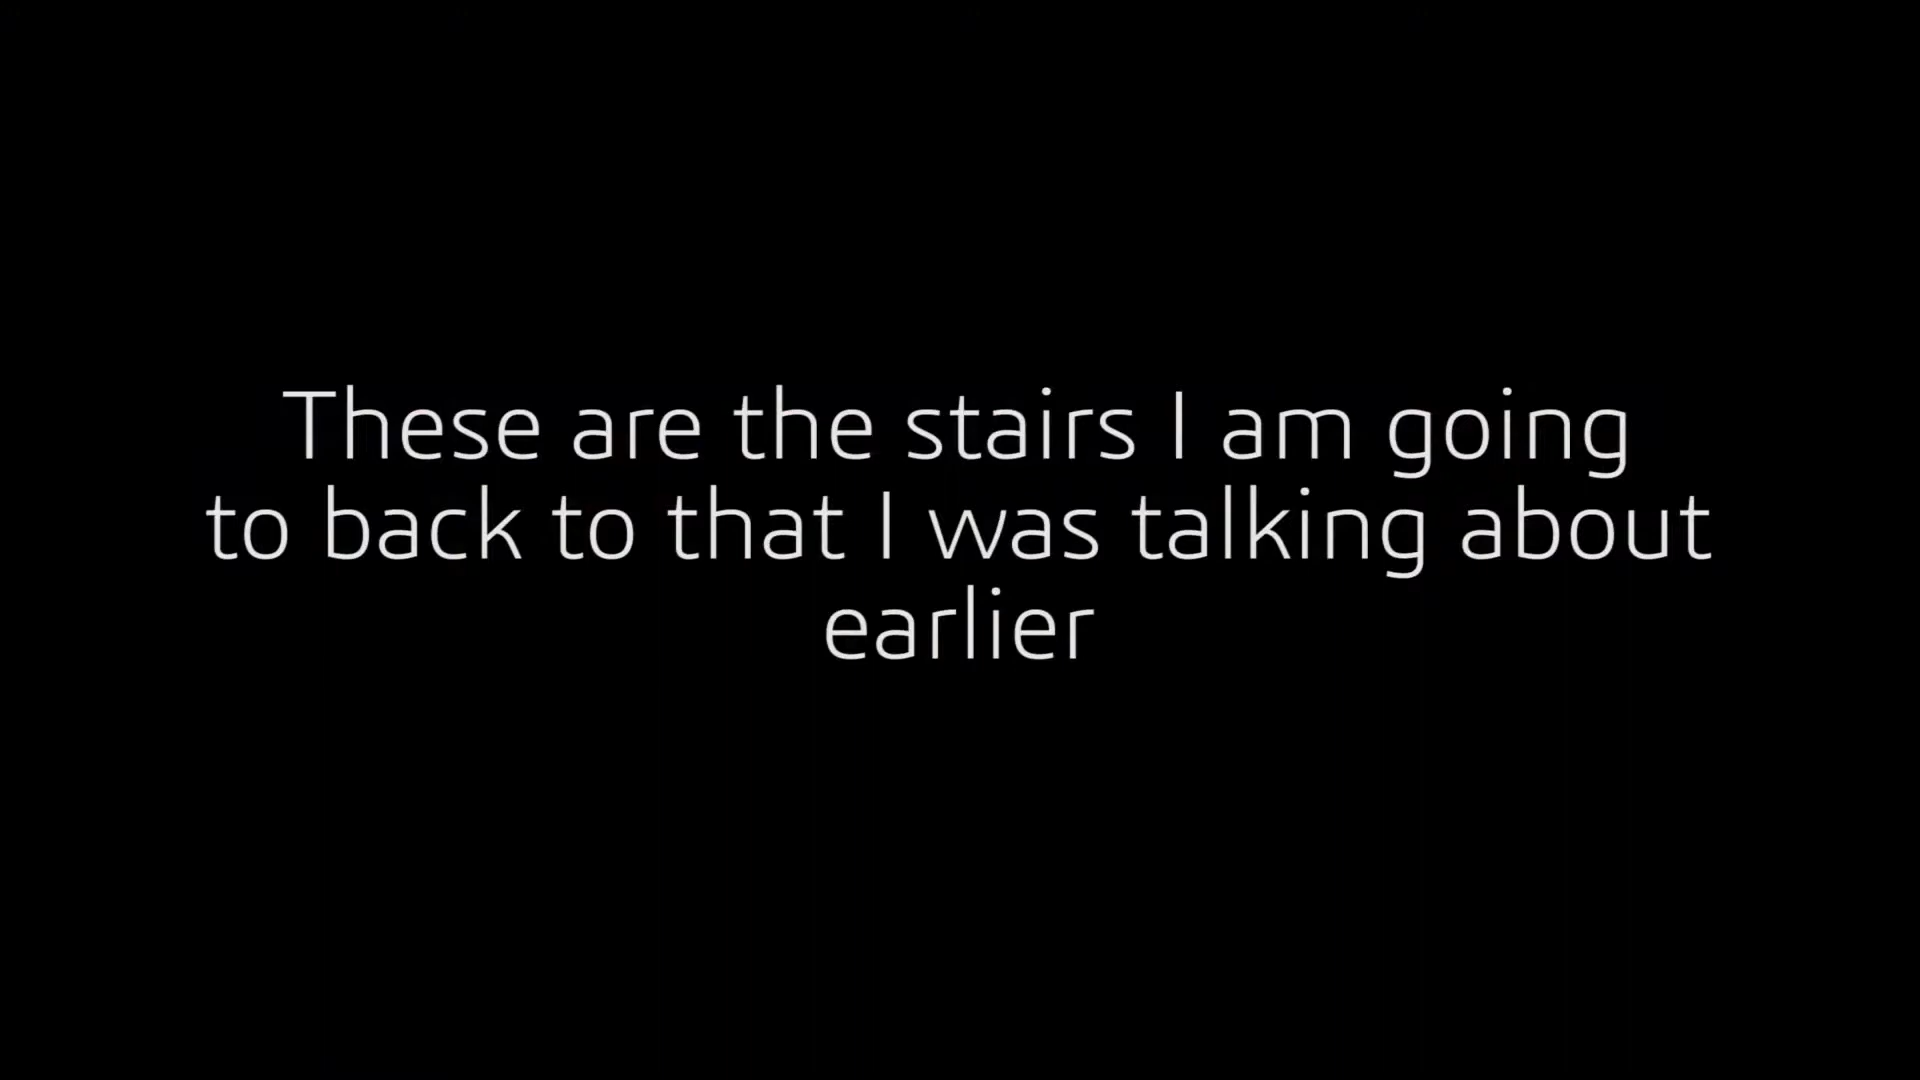 These are the stairs I am going
to back to that I was talking about
earlier